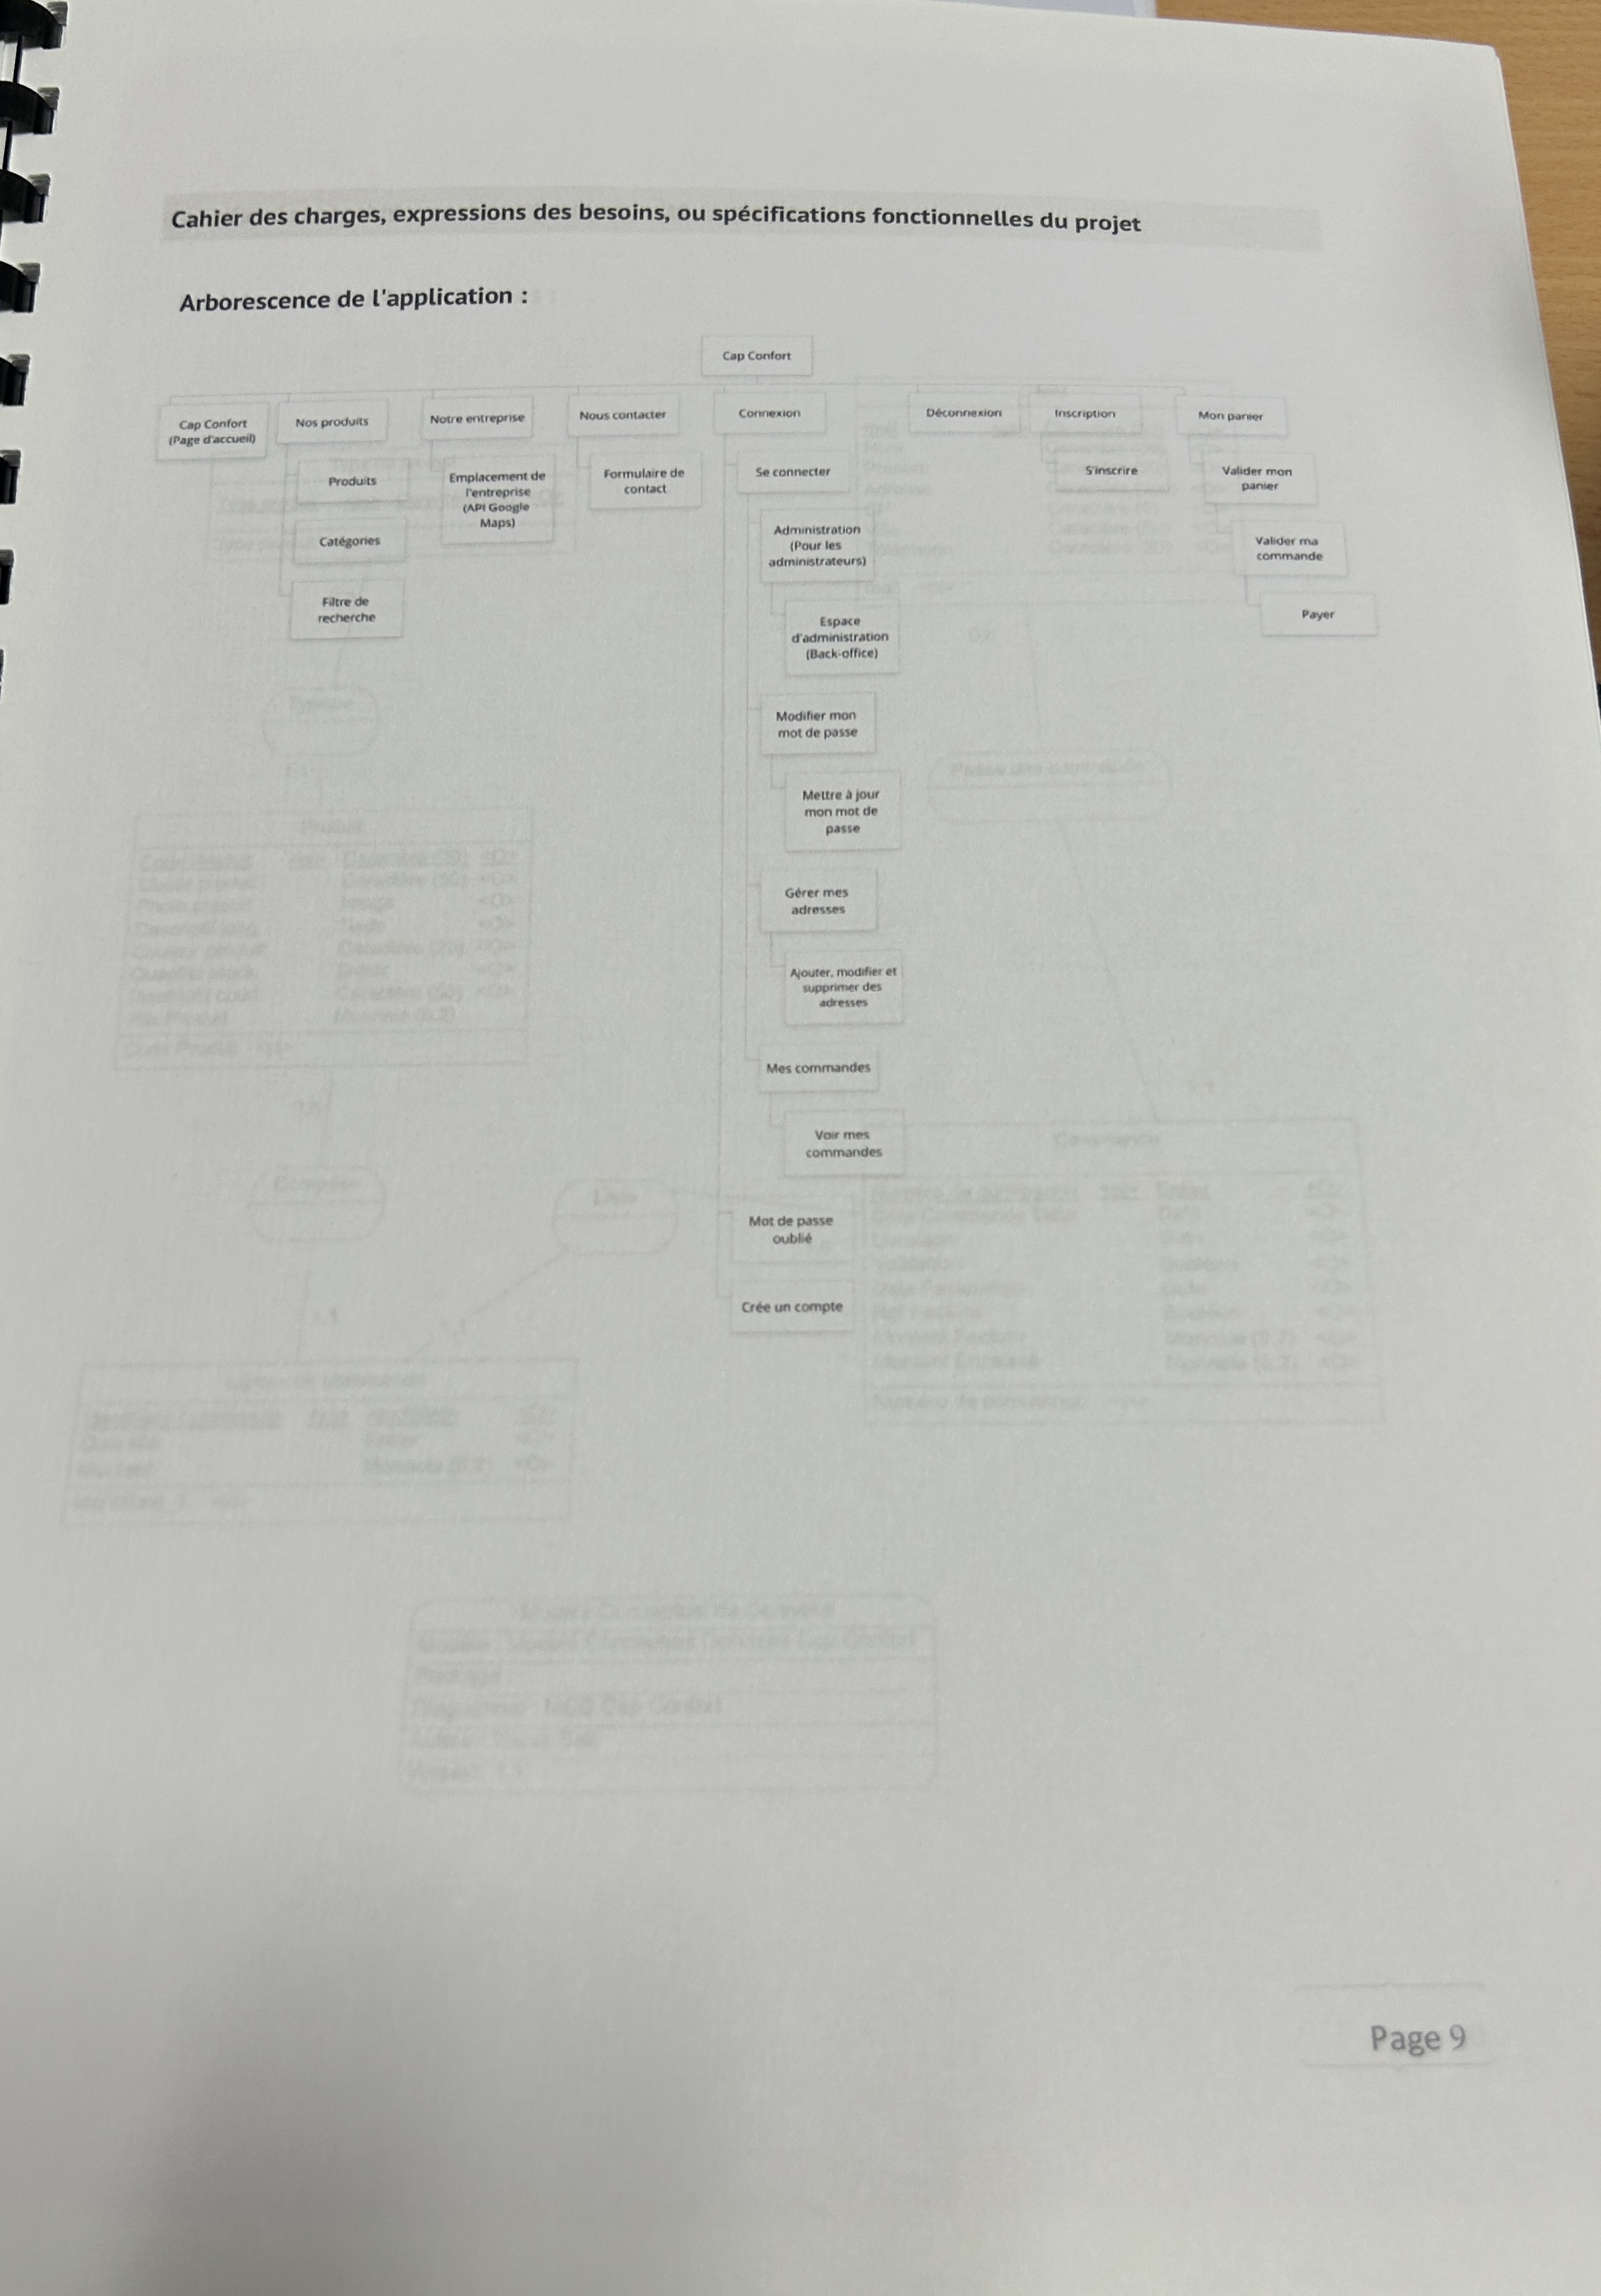 Cahier des charges, expressions des besoins, ou spécifications fonctionnelles du projet
Arborescence de l'application :
Cap Confort
Cap Confort
(Page d'accueil)
Nos produits
Produits
Catégories
Filtre de
recherche
Notre entreprise
Emplacement de
l'entreprise
(API Google
Maps)
Nous contacter
Formulaire de
contact
Connexion
Se connecter
Administration
(Pour les
administrateurs)
Espace
d'administration
(Back-office)
Modifier mon
mot de passe
Mettre à jour
mon mot de
passe
Gérer mes
adresses
Ajouter, modifier et
supprimer des
adresses
Mes commandes
Voir mes
commandes
Mot de passe
oublié
Crée un compte
Déconnexion
Inscription
S'inscrire
Mon panier
Valider mon
panier
Valider ma
commande
Payer
Page 9